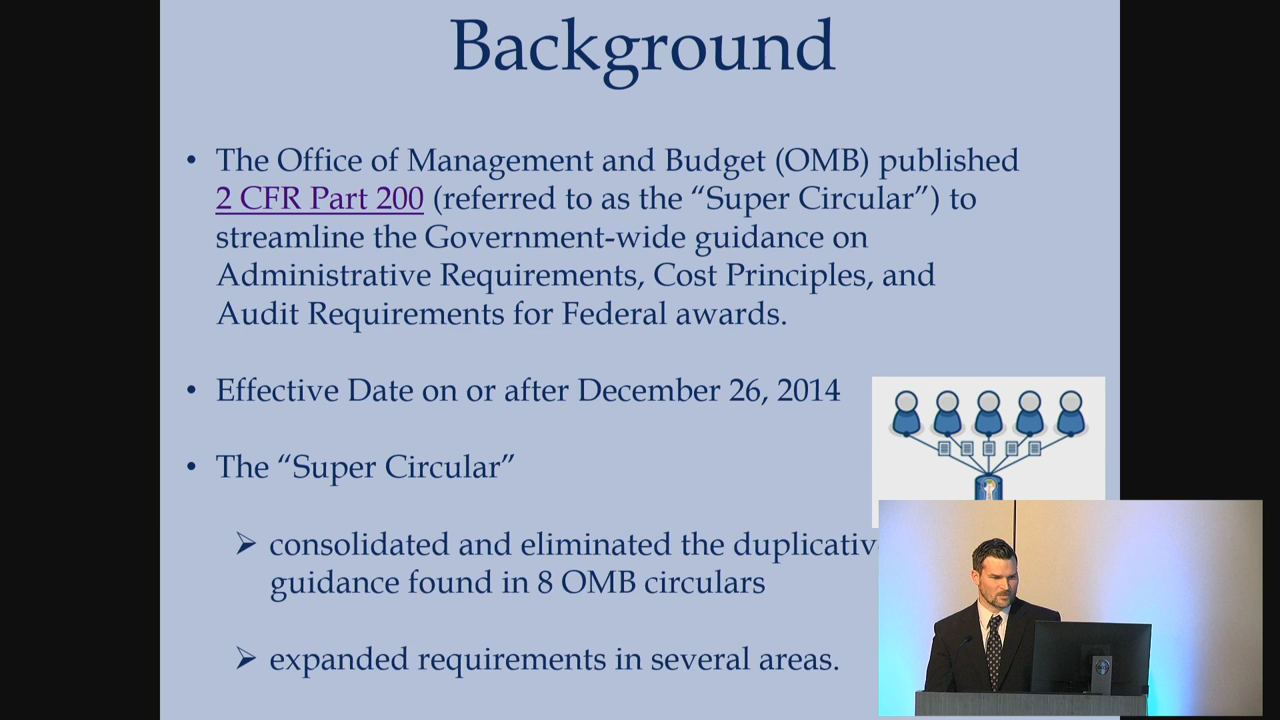 Background
• The Office of Management and Budget (OMB) published
2 CFR Part 200 (referred to as the “Super Circular”) to
streamline the Government-wide guidance on
Administrative Requirements, Cost Principles, and
Audit Requirements for Federal awards.
• Effective Date on or after December 26, 2014
• The “Super Circular”
➢ consolidated and eliminated the duplicativ
guidance found in 8 OMB circulars
➢ expanded requirements in several areas.